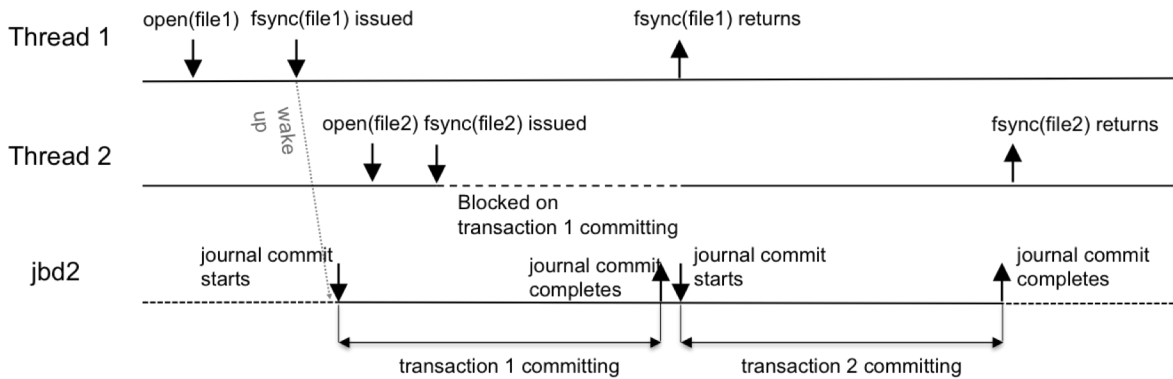 open(file1) fsync(file1) issued fsync(file1) returns
Thread 1
wake
up
open(file2) fsync(file2) issued fsync(file2) returns
Thread 2
Blocked on
transaction 1 committing
jbd2
journal commit
starts
journal commit
completes
journal commit
starts
journal commit
completes
transaction 1 committing
transaction 2 committing